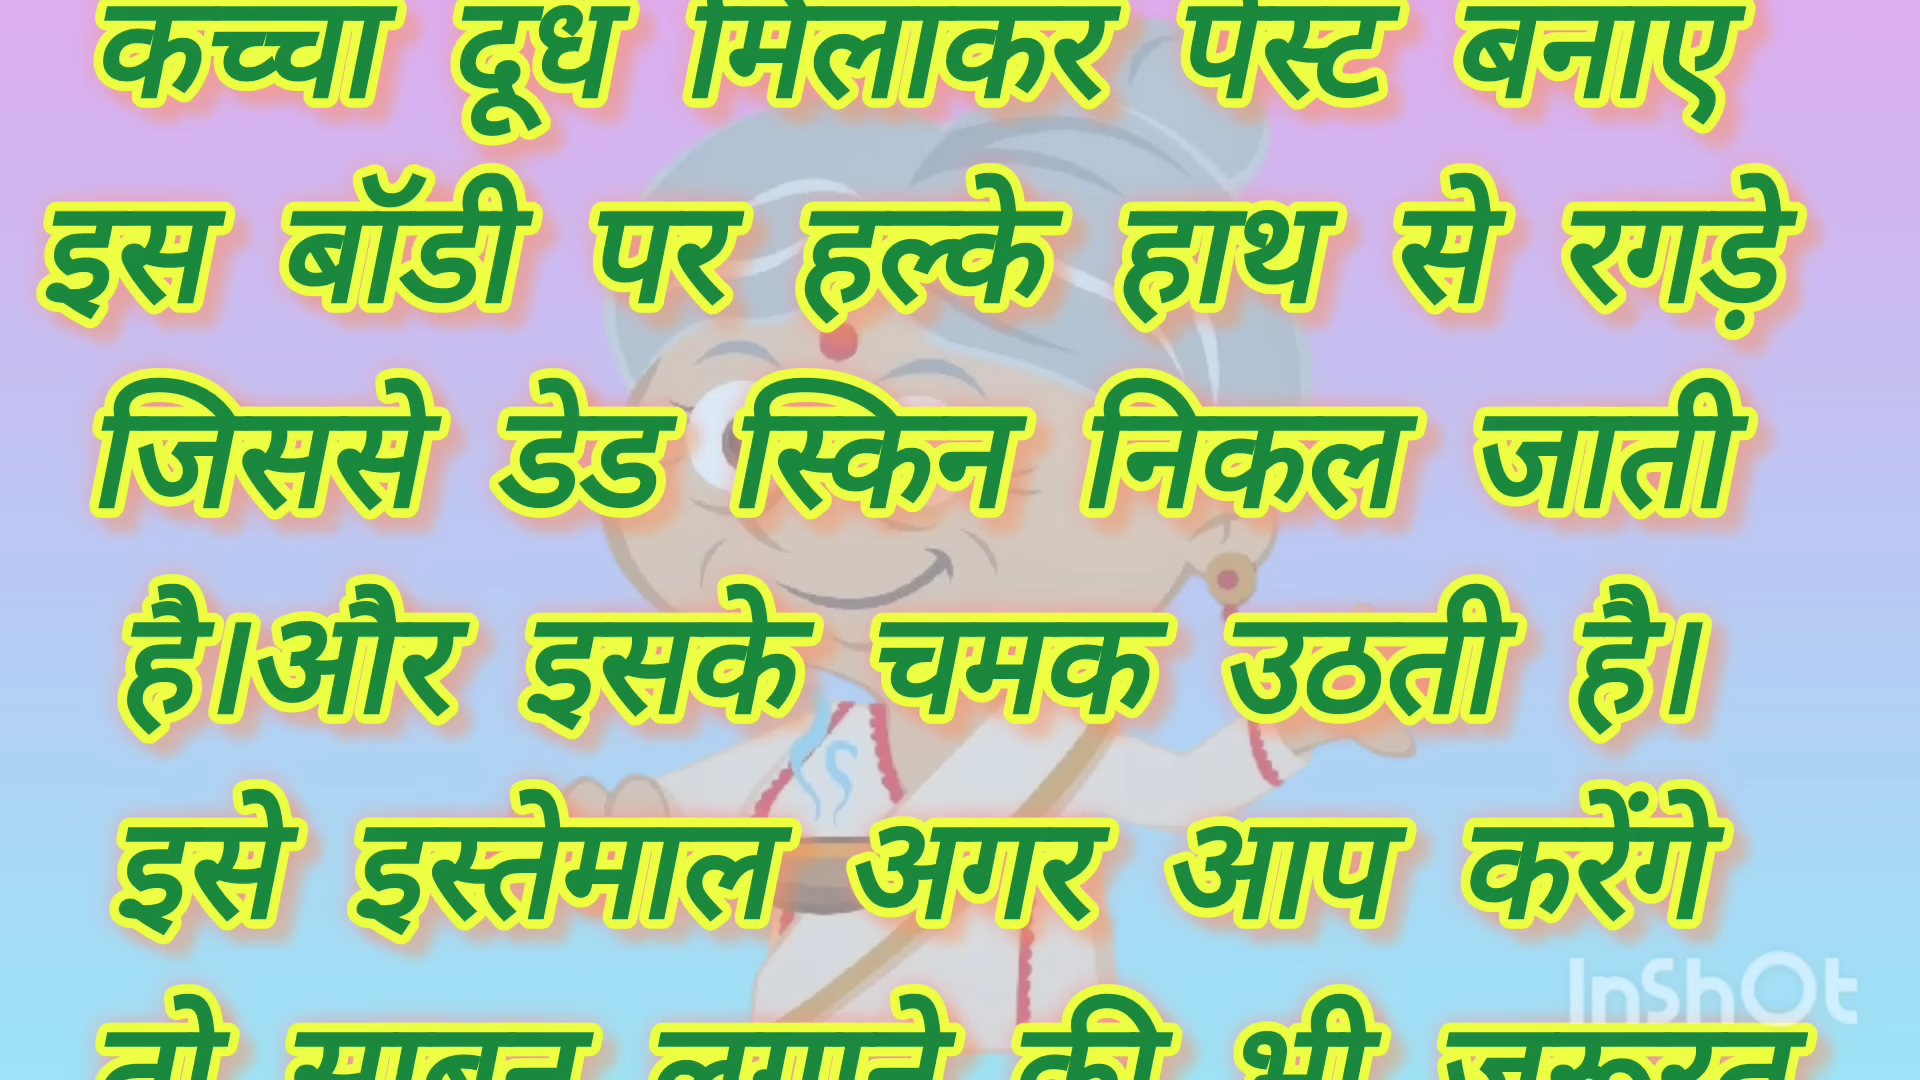 कच्चा दूध मिलाकर पेस्ट बनाए
इस बॉडी पर हल्के हाथ से रगड़े
जिससे डेड स्किन निकल जाती
है।और इसके चमक उठती है।
इसे इस्तेमाल अगर आप करेंगे
तो साबुन लगाने की भी जरूरत
InShOt